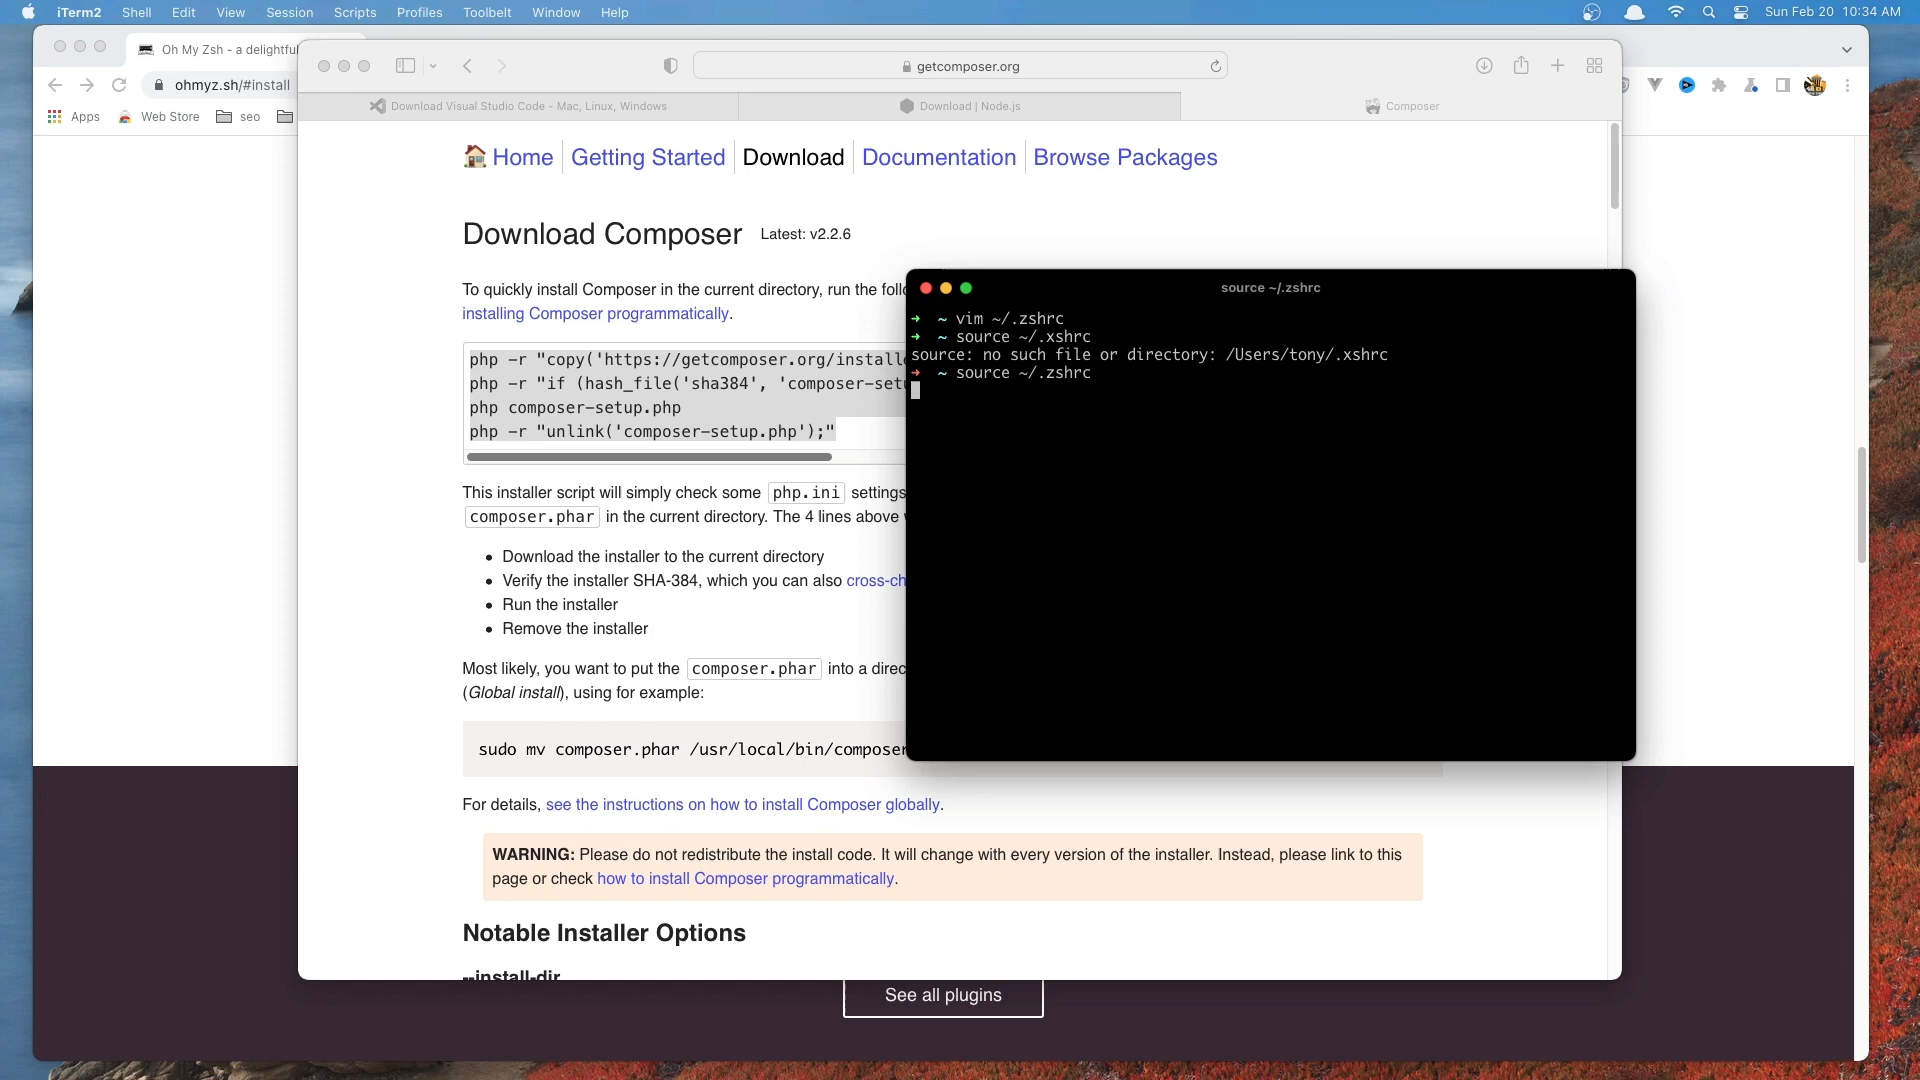 iTerm2 Shell Edit View Session Scripts Profiles Toolbelt Window Help Sun Feb 20 10:34 AM
Oh My Zsh - a delightful
ohmyz.sh/#install
Apps Web Store seo
getcomposer.org
Download Visual Studio Code - Mac, Linux, Windows
Download | Node.js
Composer
Home Getting Started Download Documentation Browse Packages
Download Composer Latest: v2.2.6
To quickly install Composer in the current directory, run the
installing Composer programmatically.
php -r "copy('https://getcomposer.org/
php -r "if (hash_file('sha384',
php composer-setup.php
php -r "unlink('composer-setup.php');"
This installer script will simply check some php.ini settings
composer.phar in the current directory. The 4 lines above
• Download the installer to the current directory
• Verify the installer SHA-384, which you can also
• Run the installer
• Remove the installer
Most likely, you want to put the composer.phar into a
(Global install), using for example:
sudo mv composer.phar /usr/local/bin/composer
For details, see the instructions on how to install Composer globally.
WARNING: Please do not redistribute the install code. It will change with every version of the installer. Instead, please link to this
page or check how to install Composer programmatically.
Notable Installer Options
--install-dir
source ~/.zshrc
➜ ~ vim ~/.zshrc
➜ ~ source ~/.xshrc
source: no such file or directory: /Users/tony/.xshrc
➜ ~ source ~/.zshrc
See all plugins